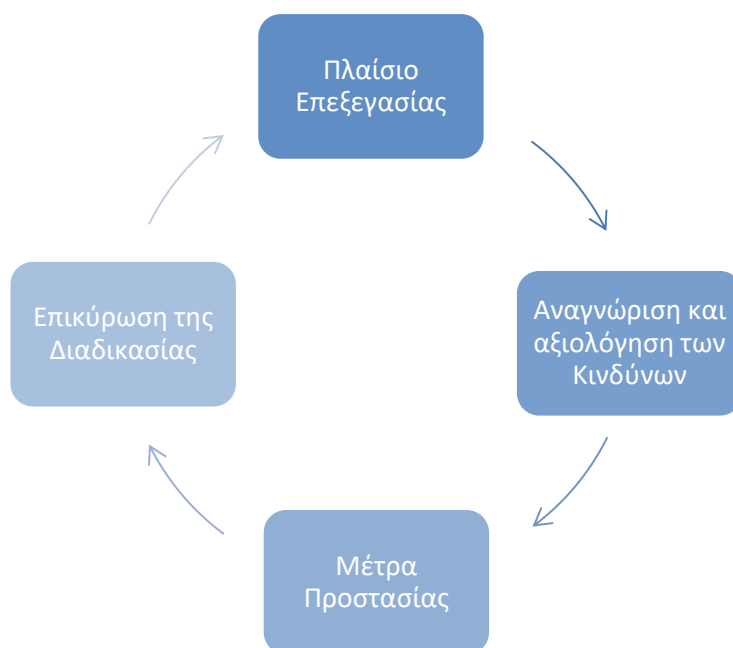 Πλαίσιο
Επεξεγασίας
Αναγνώριση και
αξιολόγηση των
Κινδύνων
Μέτρα
Προστασίας
Επικύρωση της
Διαδικασίας